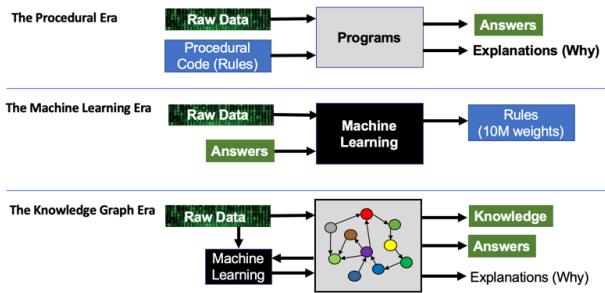 The Procedural Era
Raw Data
Procedural
Code (Rules)
Programs
Answers
Explanations (Why)
The Machine Learning Era
Raw Data
Answers
Machine
Learning
Rules
(10M weights)
The Knowledge Graph Era
Raw Data
Machine
Learning
Knowledge
Answers
Explanations (Why)